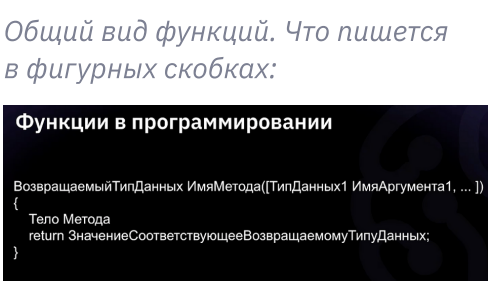 Общий вид функций. Что пишется
в фигурных скобках:
Функции в программировании
ВозвращаемыйТипДанных ИмяМетода([ТипДанных1 ИмяАргумента1, ... ])
{
Тело Метода
return ЗначениеСоответствующееВозвращаемомуТипуДанных;
}